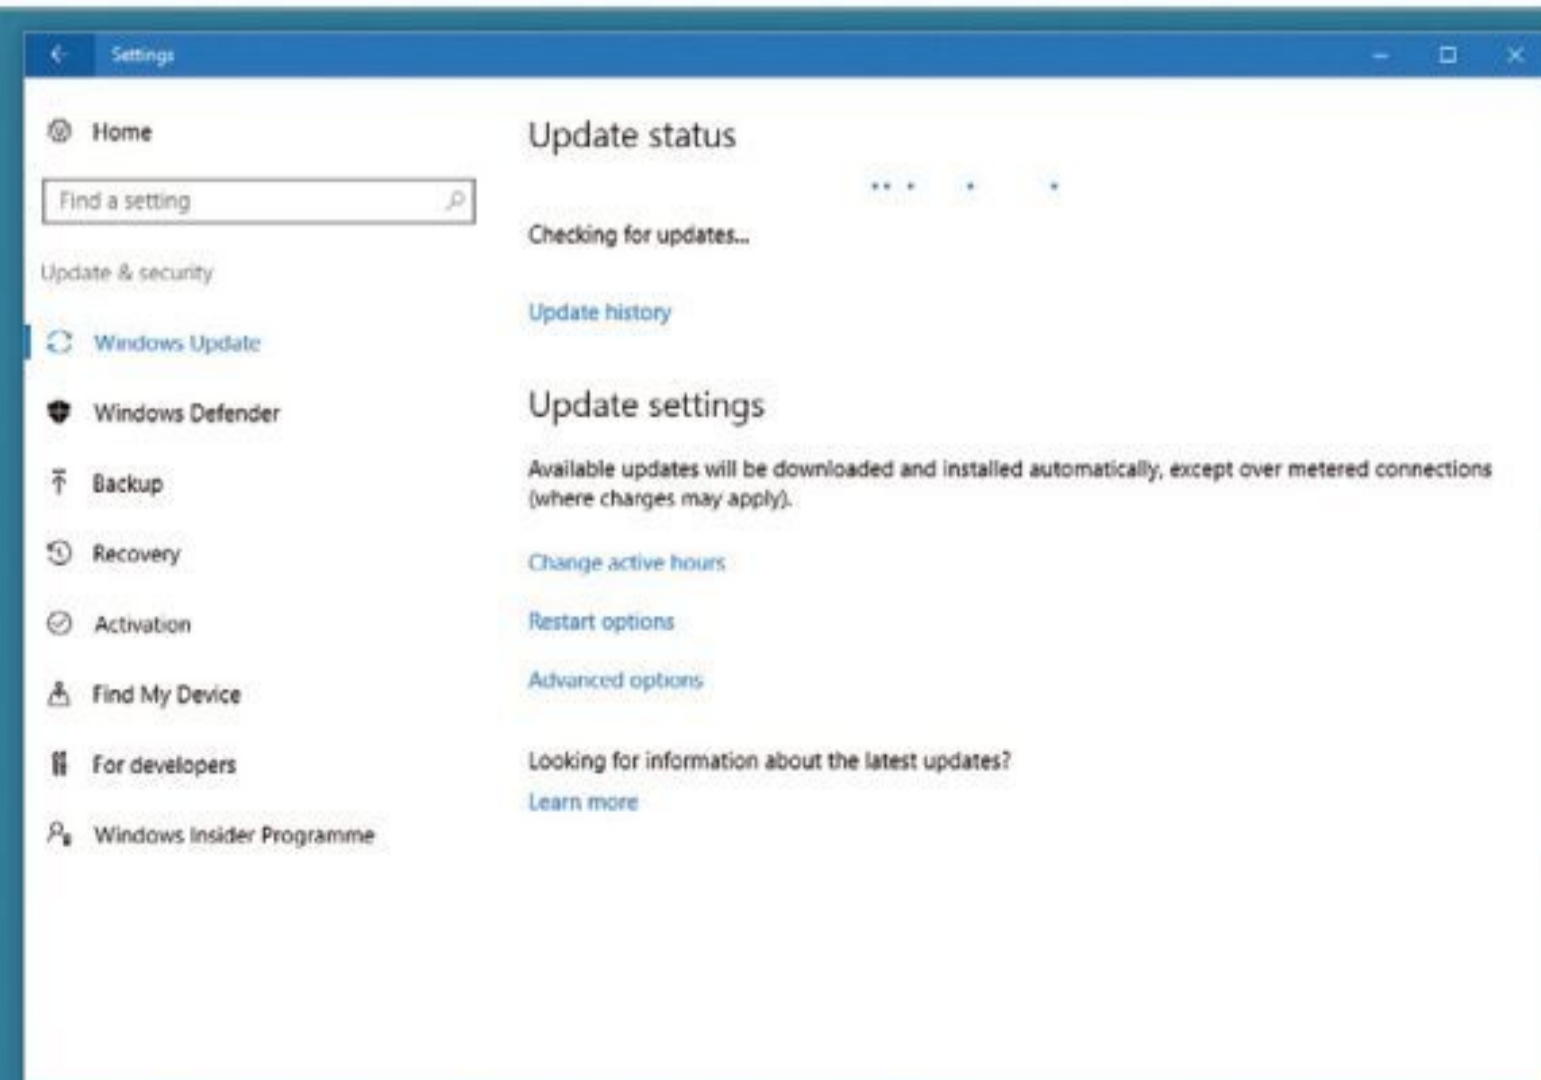 Settings
Home
Find a setting
Update & security
Windows Update
Windows Defender
Backup
Recovery
Activation
Find My Device
For developers
Windows Insider Programme
Update status
Checking for updates...
Update history
Update settings
Available updates will be downloaded and installed automatically, except over metered connections
(where charges may apply).
Change active hours
Restart options
Advanced options
Looking for information about the latest updates?
Learn more